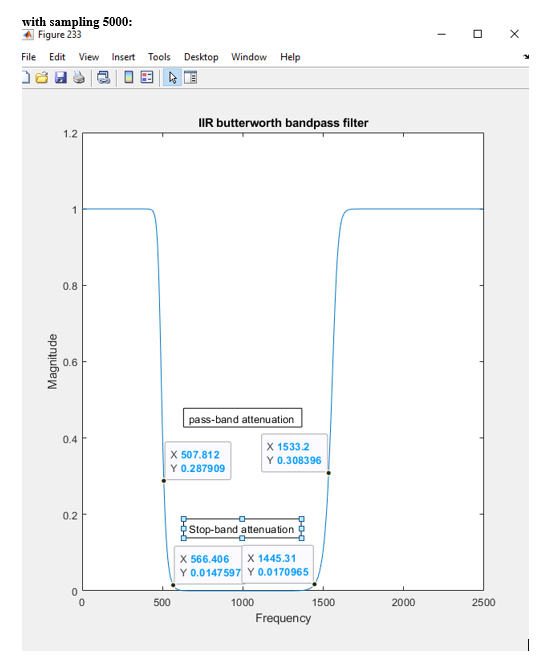 with sampling 5000:
Figure 233
File Edit View Insert Tools Desktop Window Help
IIR butterworth bandpass filter
1.2
1
0.8
0.6
0.4
0.2
0
Magnitude
pass-band attenuation
X 507.812
Y 0.287909
X 1533.2
Y 0.308396
Stop-band attenuation
X 566.406
Y 0.0147597
X 1445.31
Y 0.0170965
0 500 1000 1500 2000 2500
Frequency